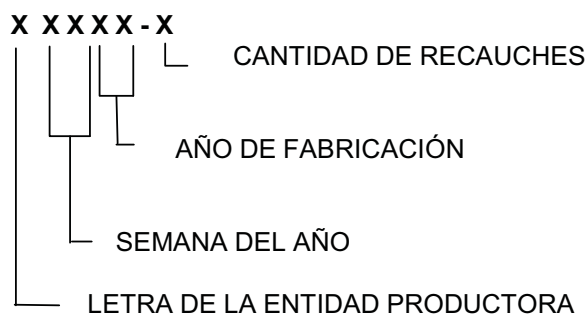 X XXXX-X
CANTIDAD DE RECAUCHES
AÑO DE FABRICACIÓN
SEMANA DEL AÑO
LETRA DE LA ENTIDAD PRODUCTORA